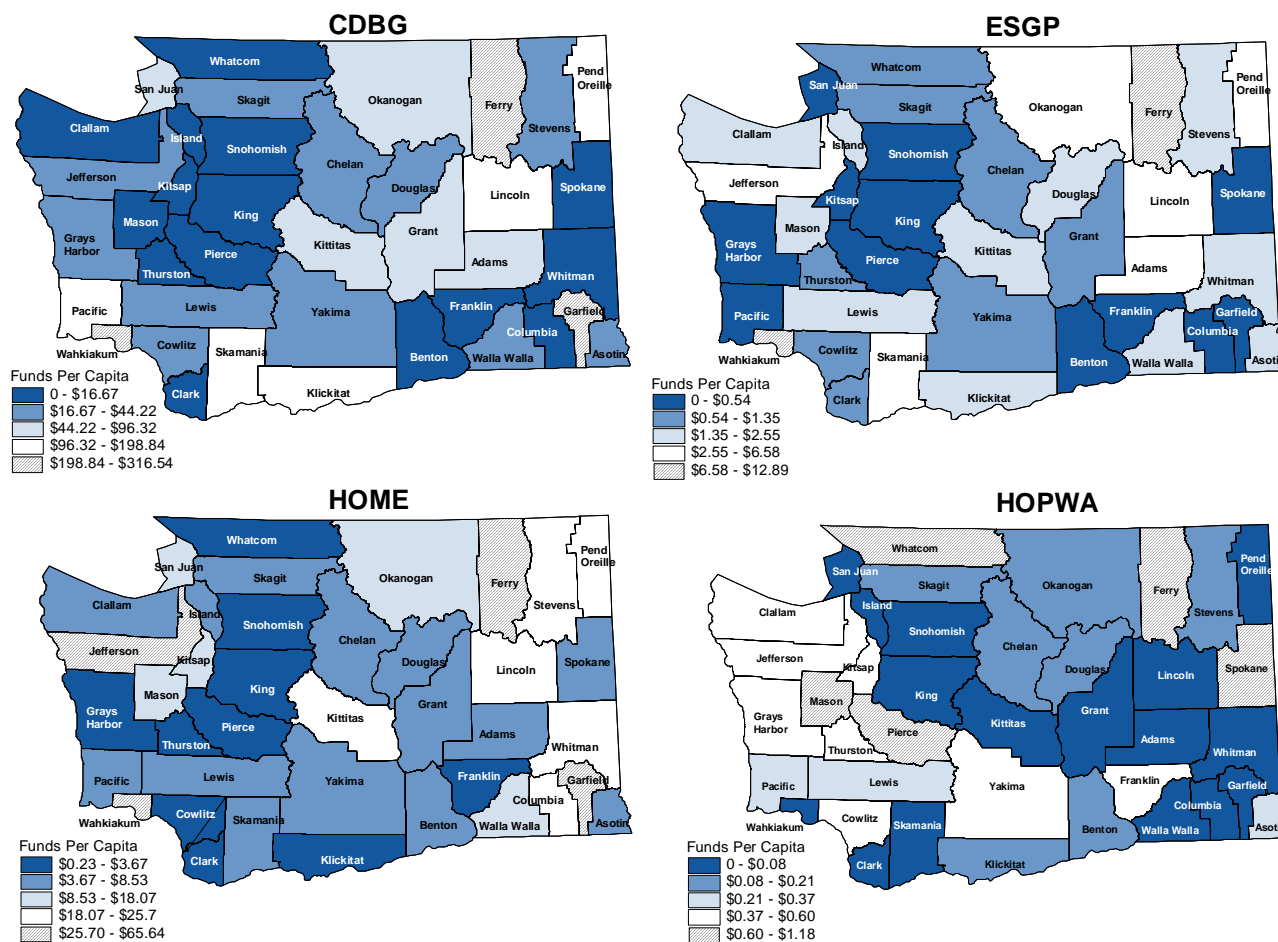 CDBG
Whatcom
San Juan
Skagit
Okanogan
Ferry
Stevens
Pend
Oreille
Clallam
Island
Snohomish
Chelan
Jefferson
Kitsap
Douglas
Lincoln
Spokane
Mason
King
Grays
Harbor
Kittitas
Grant
Pierce
Thurston
Adams
Whitman
Pacific
Lewis
Yakima
Franklin
Garfield
Columbia
Wahkiakum
Cowlitz
Skamania
Benton
Walla Walla
Asotin
Clark
Klickitat
Funds Per Capita
0 - $16.67
$16.67 - $44.22
$44.22 - $96.32
$96.32 - $198.84
$198.84 - $316.54
ESGP
Whatcom
San Juan
Skagit
Okanogan
Ferry
Stevens
Pend
Oreille
Clallam
Island
Snohomish
Chelan
Jefferson
Kitsap
Douglas
Lincoln
Spokane
Mason
King
Grays
Harbor
Kittitas
Grant
Pierce
Thurston
Adams
Whitman
Pacific
Lewis
Yakima
Franklin
Garfield
Columbia
Wahkiakum
Cowlitz
Skamania
Benton
Walla Walla
Asoti
Clark
Klickitat
Funds Per Capita
0 - $0.54
$0.54 - $1.35
$1.35 - $2.55
$2.55 - $6.58
$6.58 - $12.89
HOME
Whatcom
San Juan
Skagit
Okanogan
Ferry
Stevens
Pend
Oreille
Clallam
Island
Snohomish
Chelan
Jefferson
Kitsap
Douglas
Lincoln
Spokane
Mason
King
Grays
Harbor
Kittitas
Grant
Pierce
Thurston
Adams
Whitman
Pacific
Lewis
Yakima
Franklin
Garfield
Columbia
Wahkiakum
Cowlitz
Skamania
Benton
Walla Walla
Asotin
Clark
Klickitat
Funds Per Capita
$0.23 - $3.67
$3.67 - $8.53
$8.53 - $18.07
$18.07 - $25.7
$25.70 - $65.64
HOPWA
Whatcom
San Juan
Skagit
Okanogan
Ferry
Stevens
Pend
Oreille
Clallam
Island
Snohomish
Chelan
Jefferson
Kitsap
Douglas
Lincoln
Spokane
Mason
King
Grays
Harbor
Kittitas
Grant
Pierce
Thurston
Adams
Whitman
Pacific
Lewis
Yakima
Franklin
Garfield
Columbia
Wahkiakum
Cowlitz
Skamania
Benton
Walla Walla
Asoti
Clark
Klickitat
Funds Per Capita
0 - $0.08
$0.08 - $0.21
$0.21 - $0.37
$0.37 - $0.60
$0.60 - $1.18